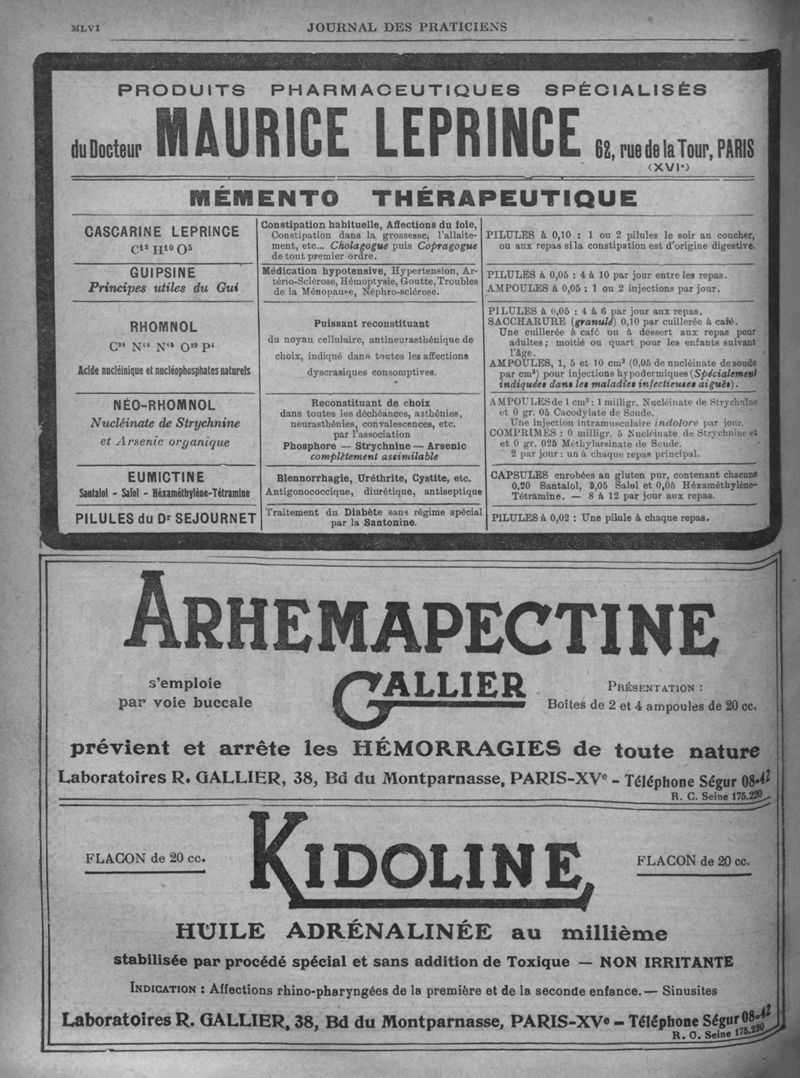 MLVI
JOURNAL DES PRATICIENS
PRODUITS PHARMACEUTIQUES SPÉCIALISÉS
du Docteur MAURICE LEPRINCE 62, rue de la Tour, PARIS
(XVIe)
MÉMENTO THÉRAPEUTIQUE
CASCARINE LEPRINCE
C¹² H¹⁰ O⁵
Constipation habituelle, Affections du foie,
Constipation dans la grossesse, l'allaite-
ment, etc... Cholagogue puis Copragogue
de tout premier ordre.
PILULES à 0,10 : 1 ou 2 pilules le soir au coucher,
ou aux repas si la constipation est d'origine digestive.
GUIPSINE
Principes utiles du Gui
Médication hypotensive, Hypertension, Ar-
tério-Sclérose, Hémoptysie, Goutte, Troubles
de la Ménopause, Néphro-sclérose.
PILULES à 0,05 : 4 à 10 par jour entre les repas.
AMPOULES à 0,05 : 1 ou 2 injections par jour.
RHOMNOL
Acide nucléinique et nucléophosphates naturels
Puissant reconstituant
du noyau cellulaire, antineurasthénique de
choix, indiqué dans toutes les affections
dyscrasiques consomptives.
PILULES à 0,05 : 4 à 6 par jour aux repas.
SACCHARURE (granulé) 0,10 par cuillerée à café.
Une cuillerée à café ou à dessert aux repas pour
adultes ; moitié ou quart pour les enfants suivant
l'âge.
AMPOULES, 1, 5 et 10 cm³ (0,05 de nucléinate de soude
par cm³) pour injections hypodermiques (Spécialement
indiquées dans les maladies infectieuses aiguës).
NÉO-RHOMNOL
Nucléinate de Strychnine
et Arsenic organique
Reconstituant de choix
dans toutes les déchéances, asthénies,
neurasthénies, convalescences, etc.
par l'association
Phosphore — Strychnine — Arsenic
complètement assimilable
AMPOULES de 1 cm³ : 1 milligr. Nucléinate de Strychnine
et 0 gr. 05 Cacodylate de Soude.
Une injection intramusculaire indolore par jour.
COMPRIMES : 0 milligr. 5 Nucléinate de Strychnine et
et 0 gr. 025 Méthylarsinate de Soude.
2 par jour : un à chaque repas principal.
EUMICTINE
Santalol - Salol - Héxaméthylène-Tétramine
Blennorrhagie, Uréthrite, Cystite, etc.
Antigonococcique, diurétique, antiseptique
CAPSULES enrobées au gluten pur, contenant chacune
0,20 Santalol, 0,05 Salol et 0,05 Héxaméthylène-
Tétramine. — 8 à 12 par jour aux repas.
PILULES du Dr SEJOURNET
Traitement du Diabète sans régime spécial
par la Santonine.
PILULES à 0,02 : Une pilule à chaque repas.
ARHEMAPECTINE
GALLIER
s'emploie
par voie buccale
PRÉSENTATION :
Boites de 2 et 4 ampoules de 20 cc.
prévient et arrête les HÉMORRAGIES de toute nature
Laboratoires R. GALLIER, 38, Bd du Montparnasse, PARIS-XVe - Téléphone Ségur 08-42
R. C. Seine 175.220
KIDOLINE
FLACON de 20 cc.
FLACON de 20 cc.
HUILE ADRÉNALINÉE au millième
stabilisée par procédé spécial et sans addition de Toxique — NON IRRITANTE
INDICATION : Affections rhino-pharyngées de la première et de la seconde enfance. — Sinusites
Laboratoires R. GALLIER, 38, Bd du Montparnasse, PARIS-XVe - Téléphone Ségur 08-42
R. C. Seine 175.220